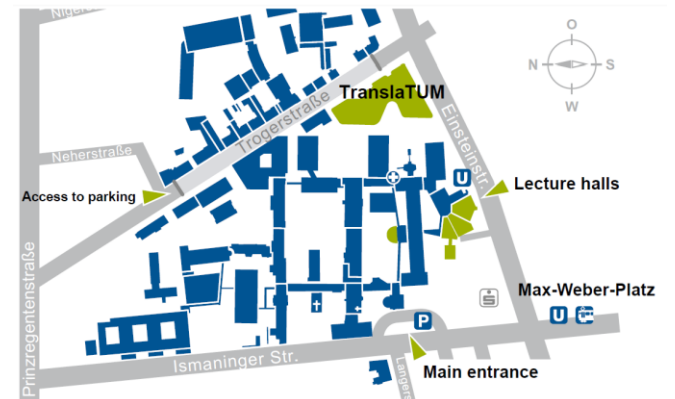 O
N
S
W
TranslaTUM
Trogerstraße
Einsteinstr.
Neherstraße
Access to parking
U
Lecture halls
Prinzregentenstraße
Max-Weber-Platz
S
U
P
Ismaninger Str.
Main entrance